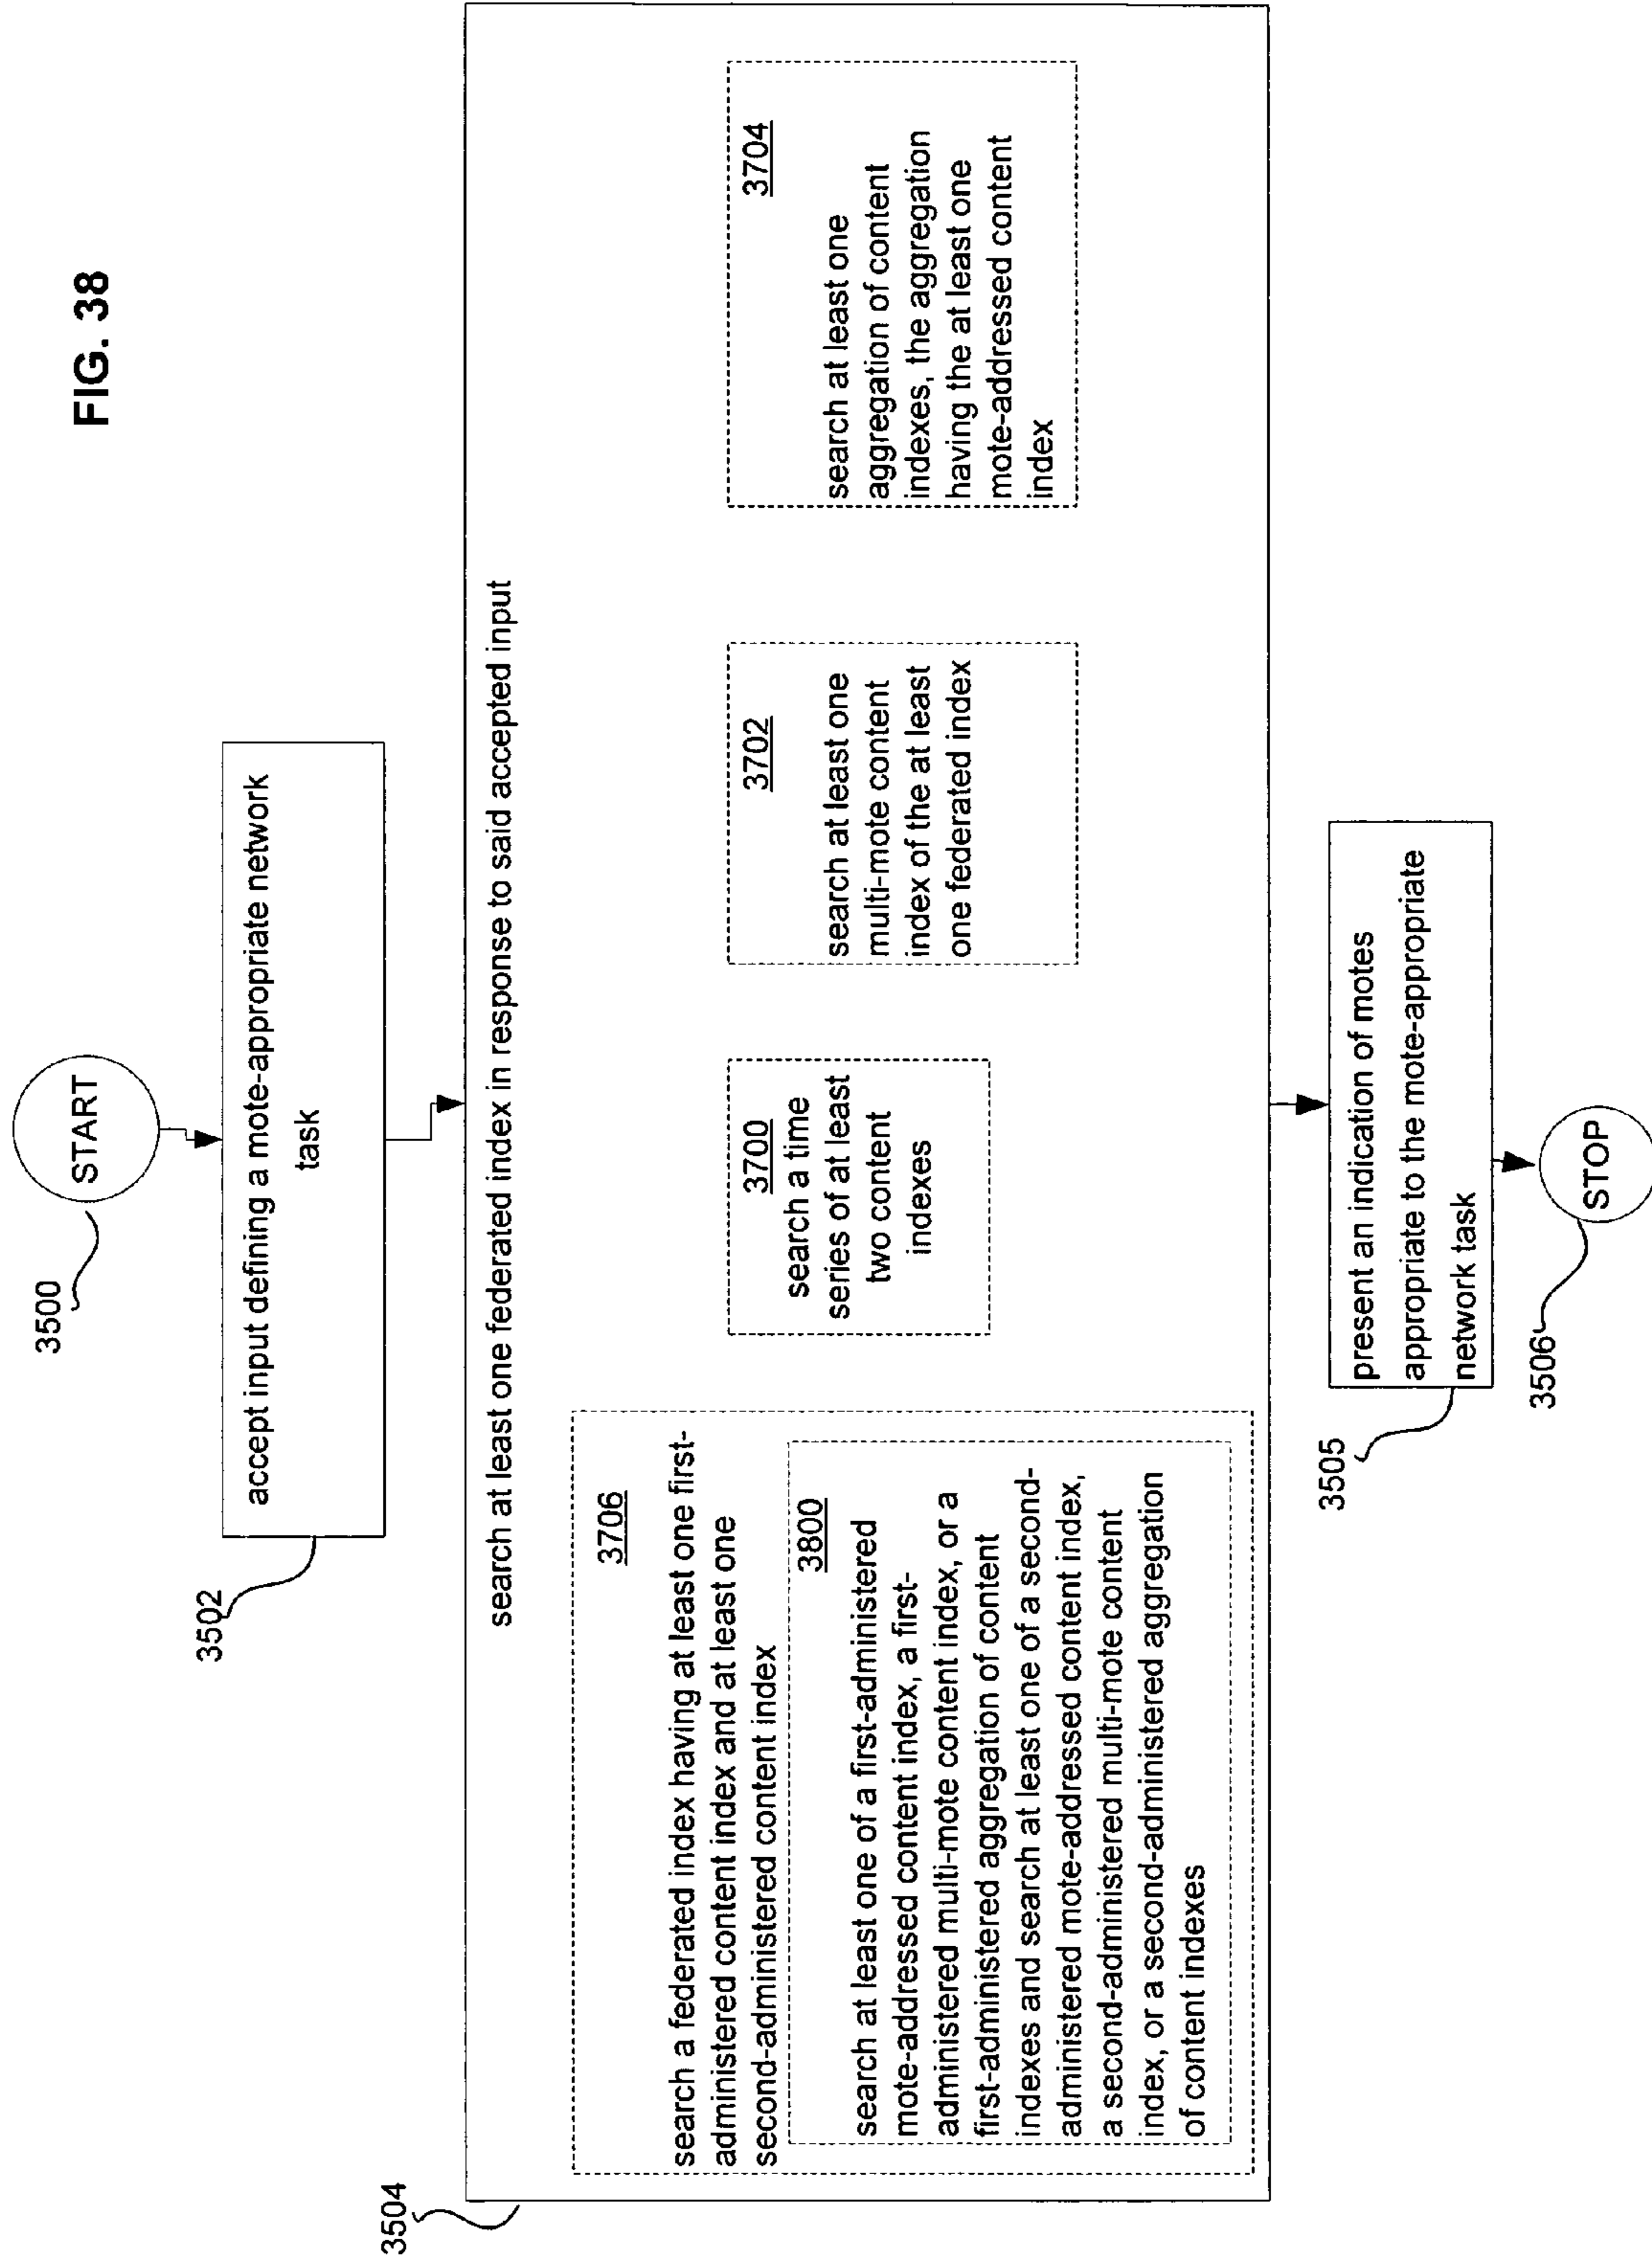 FIG. 38
3500
START
3502
accept input defining a mote-appropriate network
task
3504
search at least one federated index in response to said accepted input
3706
search a federated index having at least one first-
administered content index and at least one
second-administered content index
3800
search at least one of a first-administered
mote-addressed content index, a first-
administered multi-mote content index, or a
first-administered aggregation of content
indexes and search at least one of a second-
administered mote-addressed content index,
a second-administered multi-mote content
index, or a second-administered aggregation
of content indexes
3700
search a time
series of at least
two content
indexes
3702
search at least one
multi-mote content
index of the at least
one federated index
3704
search at least one
aggregation of content
indexes, the aggregation
having the at least one
mote-addressed content
index
3505
present an indication of motes
appropriate to the mote-appropriate
network task
3506
STOP